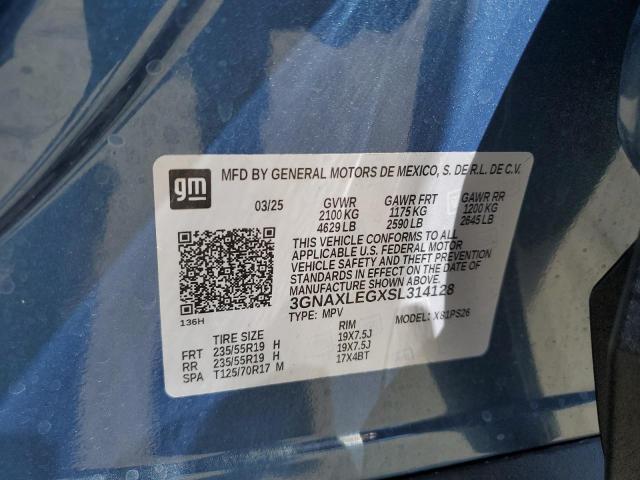 gm
MFD BY GENERAL MOTORS DE MEXICO, S. DE R.L. DE C.V.
03/25 GVWR GAWR FRT GAWR RR
2100 KG 1175 KG 1200 KG
4629 LB 2590 LB 2645 LB
THIS VEHICLE CONFORMS TO ALL
APPLICABLE U.S. FEDERAL MOTOR
VEHICLE SAFETY AND THEFT PREVENTION
STANDARDS IN EFFECT ON THE DATE OF
MANUFACTURE SHOWN ABOVE.
3GNAXLEGXSL314128
136H TYPE: MPV MODEL: XS1PS26
TIRE SIZE RIM
FRT 235/55R19 H 19X7.5J
RR 235/55R19 H 19X7.5J
SPA T125/70R17 M 17X4BT